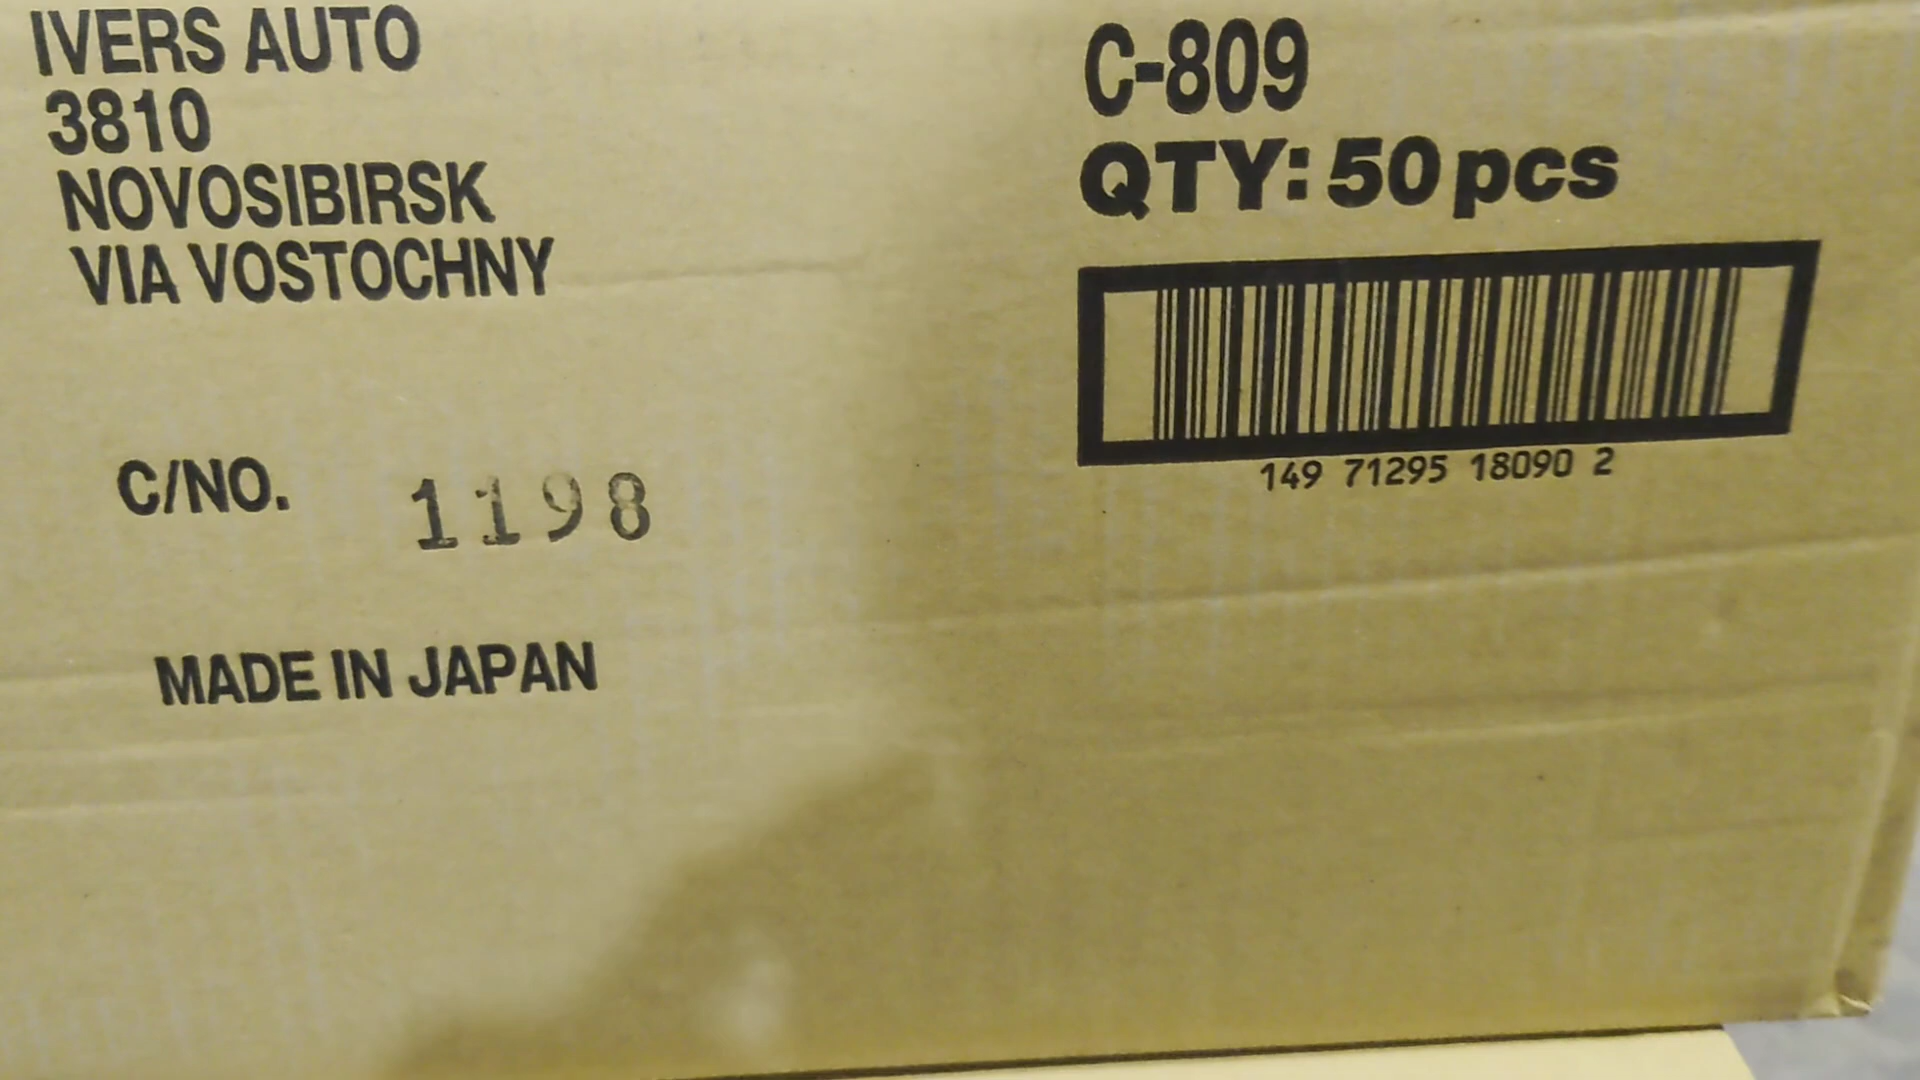 IVERS AUTO
3810
NOVOSIBIRSK
VIA VOSTOCHNY
C/NO. 1198
MADE IN JAPAN
C-809
QTY: 50 pcs
149 71295 18090 2